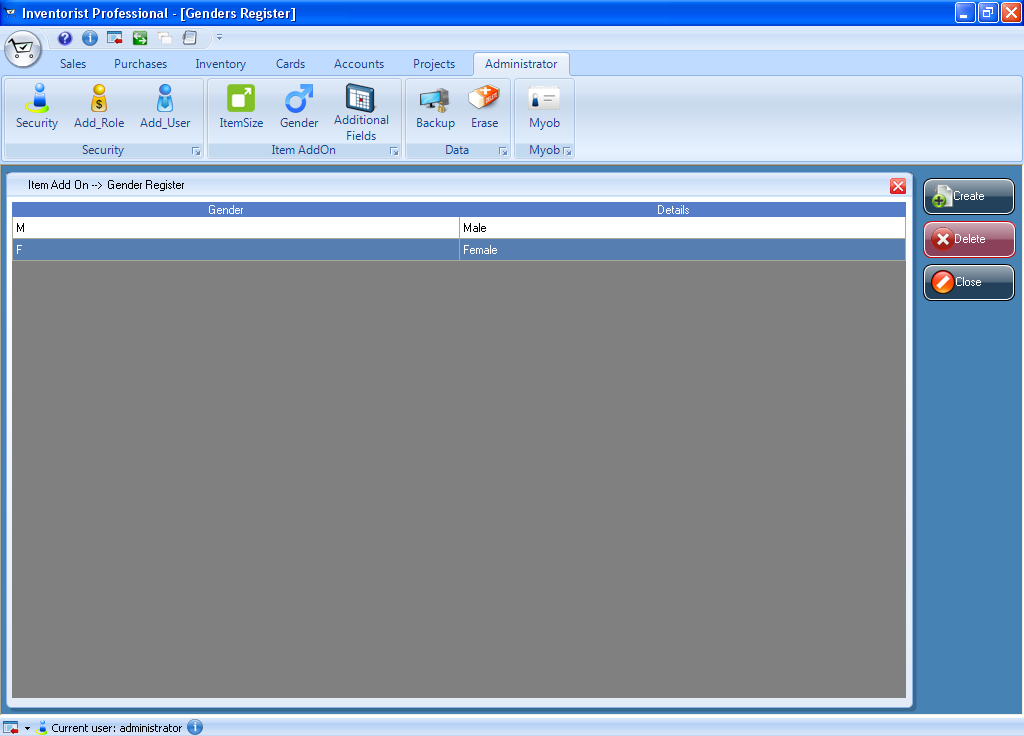 Inventorist Professional - [Genders Register]
Sales Purchases Inventory Cards Accounts Projects Administrator
Security Add_Role Add_User ItemSize Gender Additional Fields Backup Erase Myob
Security Item AddOn Data Myob
Item Add On --> Gender Register
Gender Details
M Male
F Female
Create
Delete
Close
Current user: administrator